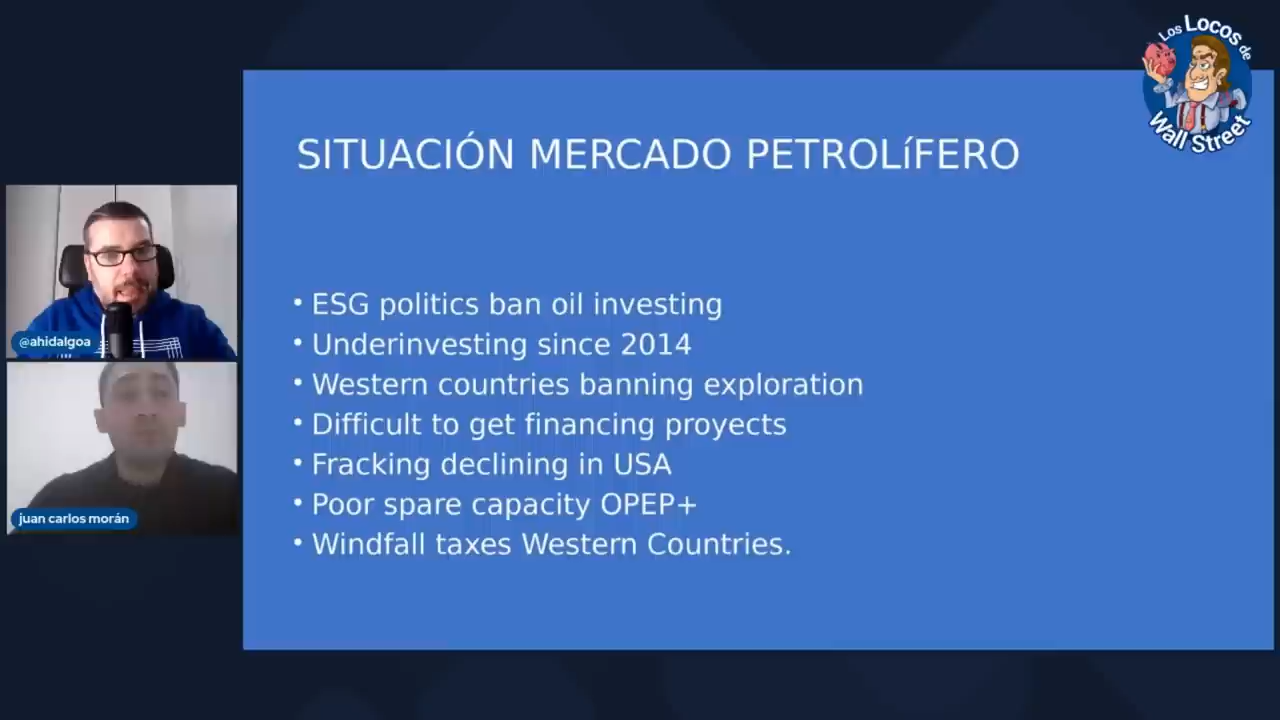 Los Locos de
Wall Street
SITUACIÓN MERCADO PETROLíFERO
• ESG politics ban oil investing
• Underinvesting since 2014
• Western countries banning exploration
• Difficult to get financing proyects
• Fracking declining in USA
• Poor spare capacity OPEP+
• Windfall taxes Western Countries.
@ahidalgoa
juan carlos morán